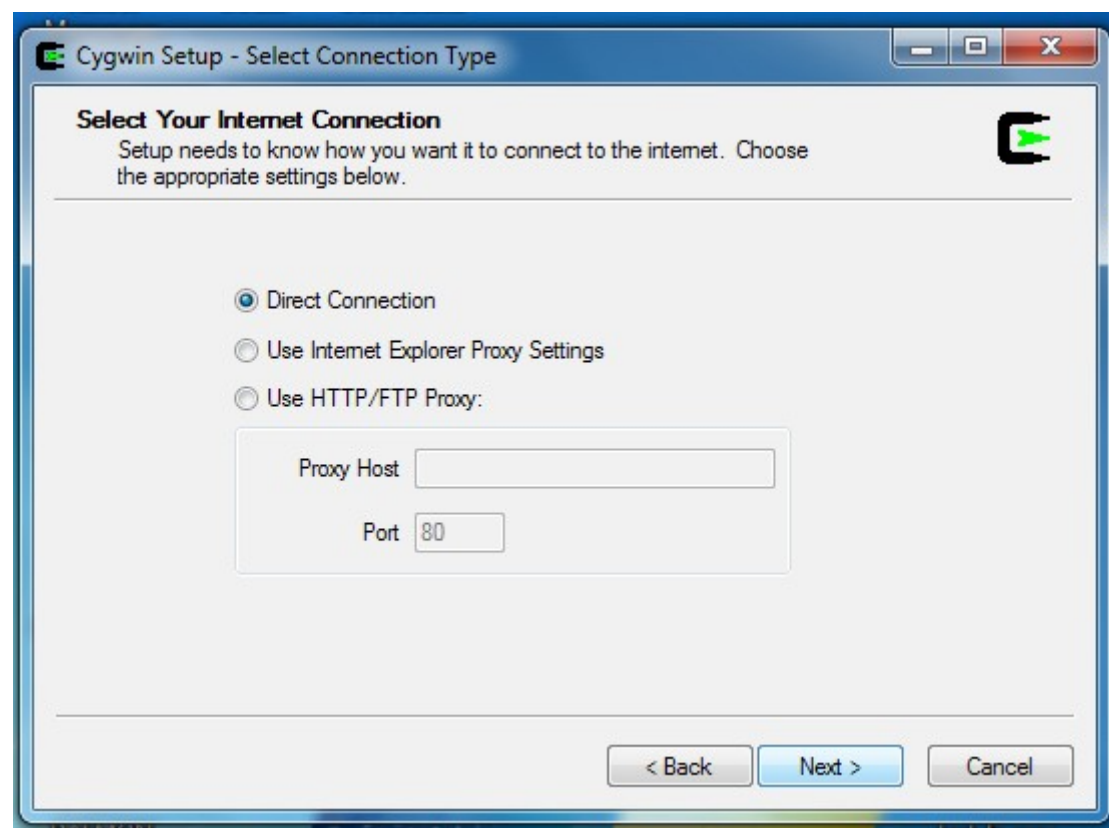 Cygwin Setup - Select Connection Type
Select Your Internet Connection
Setup needs to know how you want it to connect to the internet. Choose
the appropriate settings below.
Direct Connection
Use Internet Explorer Proxy Settings
Use HTTP/FTP Proxy:
Proxy Host
Port 80
< Back Next > Cancel